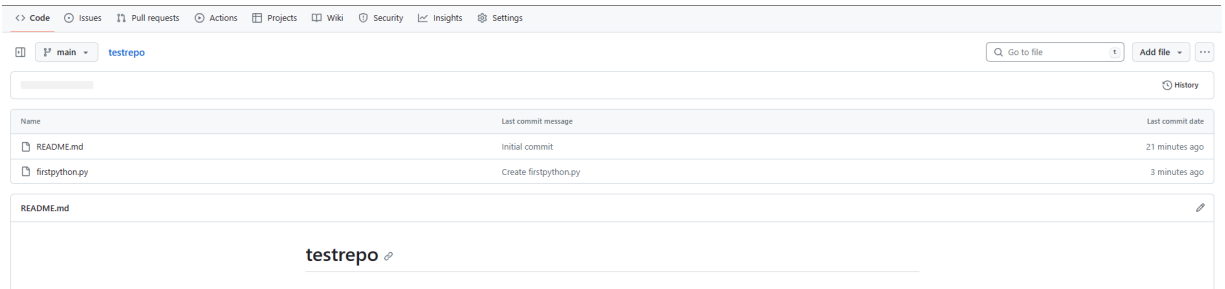 Code Issues Pull requests Actions Projects Wiki Security Insights Settings
main testrepo Go to file t Add file
History
Name Last commit message Last commit date
README.md Initial commit 21 minutes ago
firstpython.py Create firstpython.py 3 minutes ago
README.md
testrepo